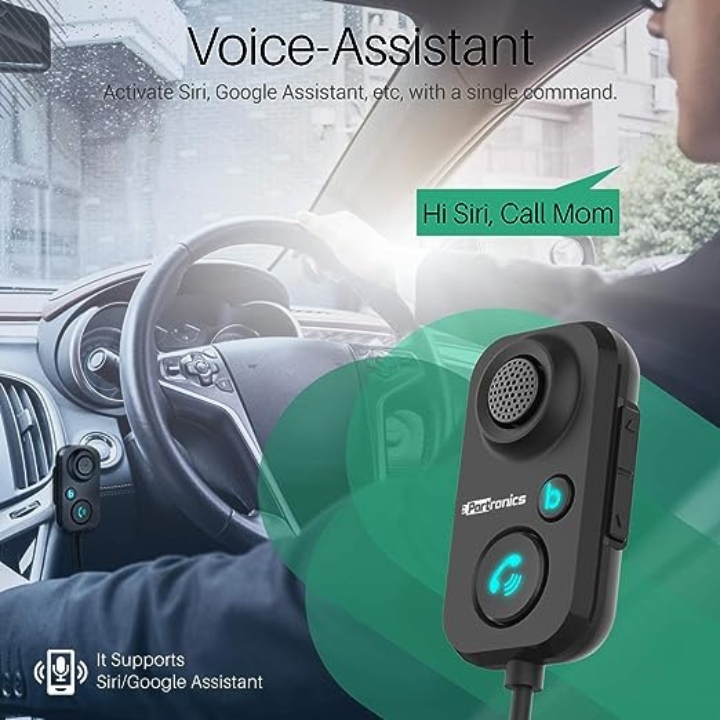 Voice-Assistant
Activate Siri, Google Assistant, etc, with a single command.
Hi Siri, Call Mom
Portronics
b
It Supports
Siri/Google Assistant